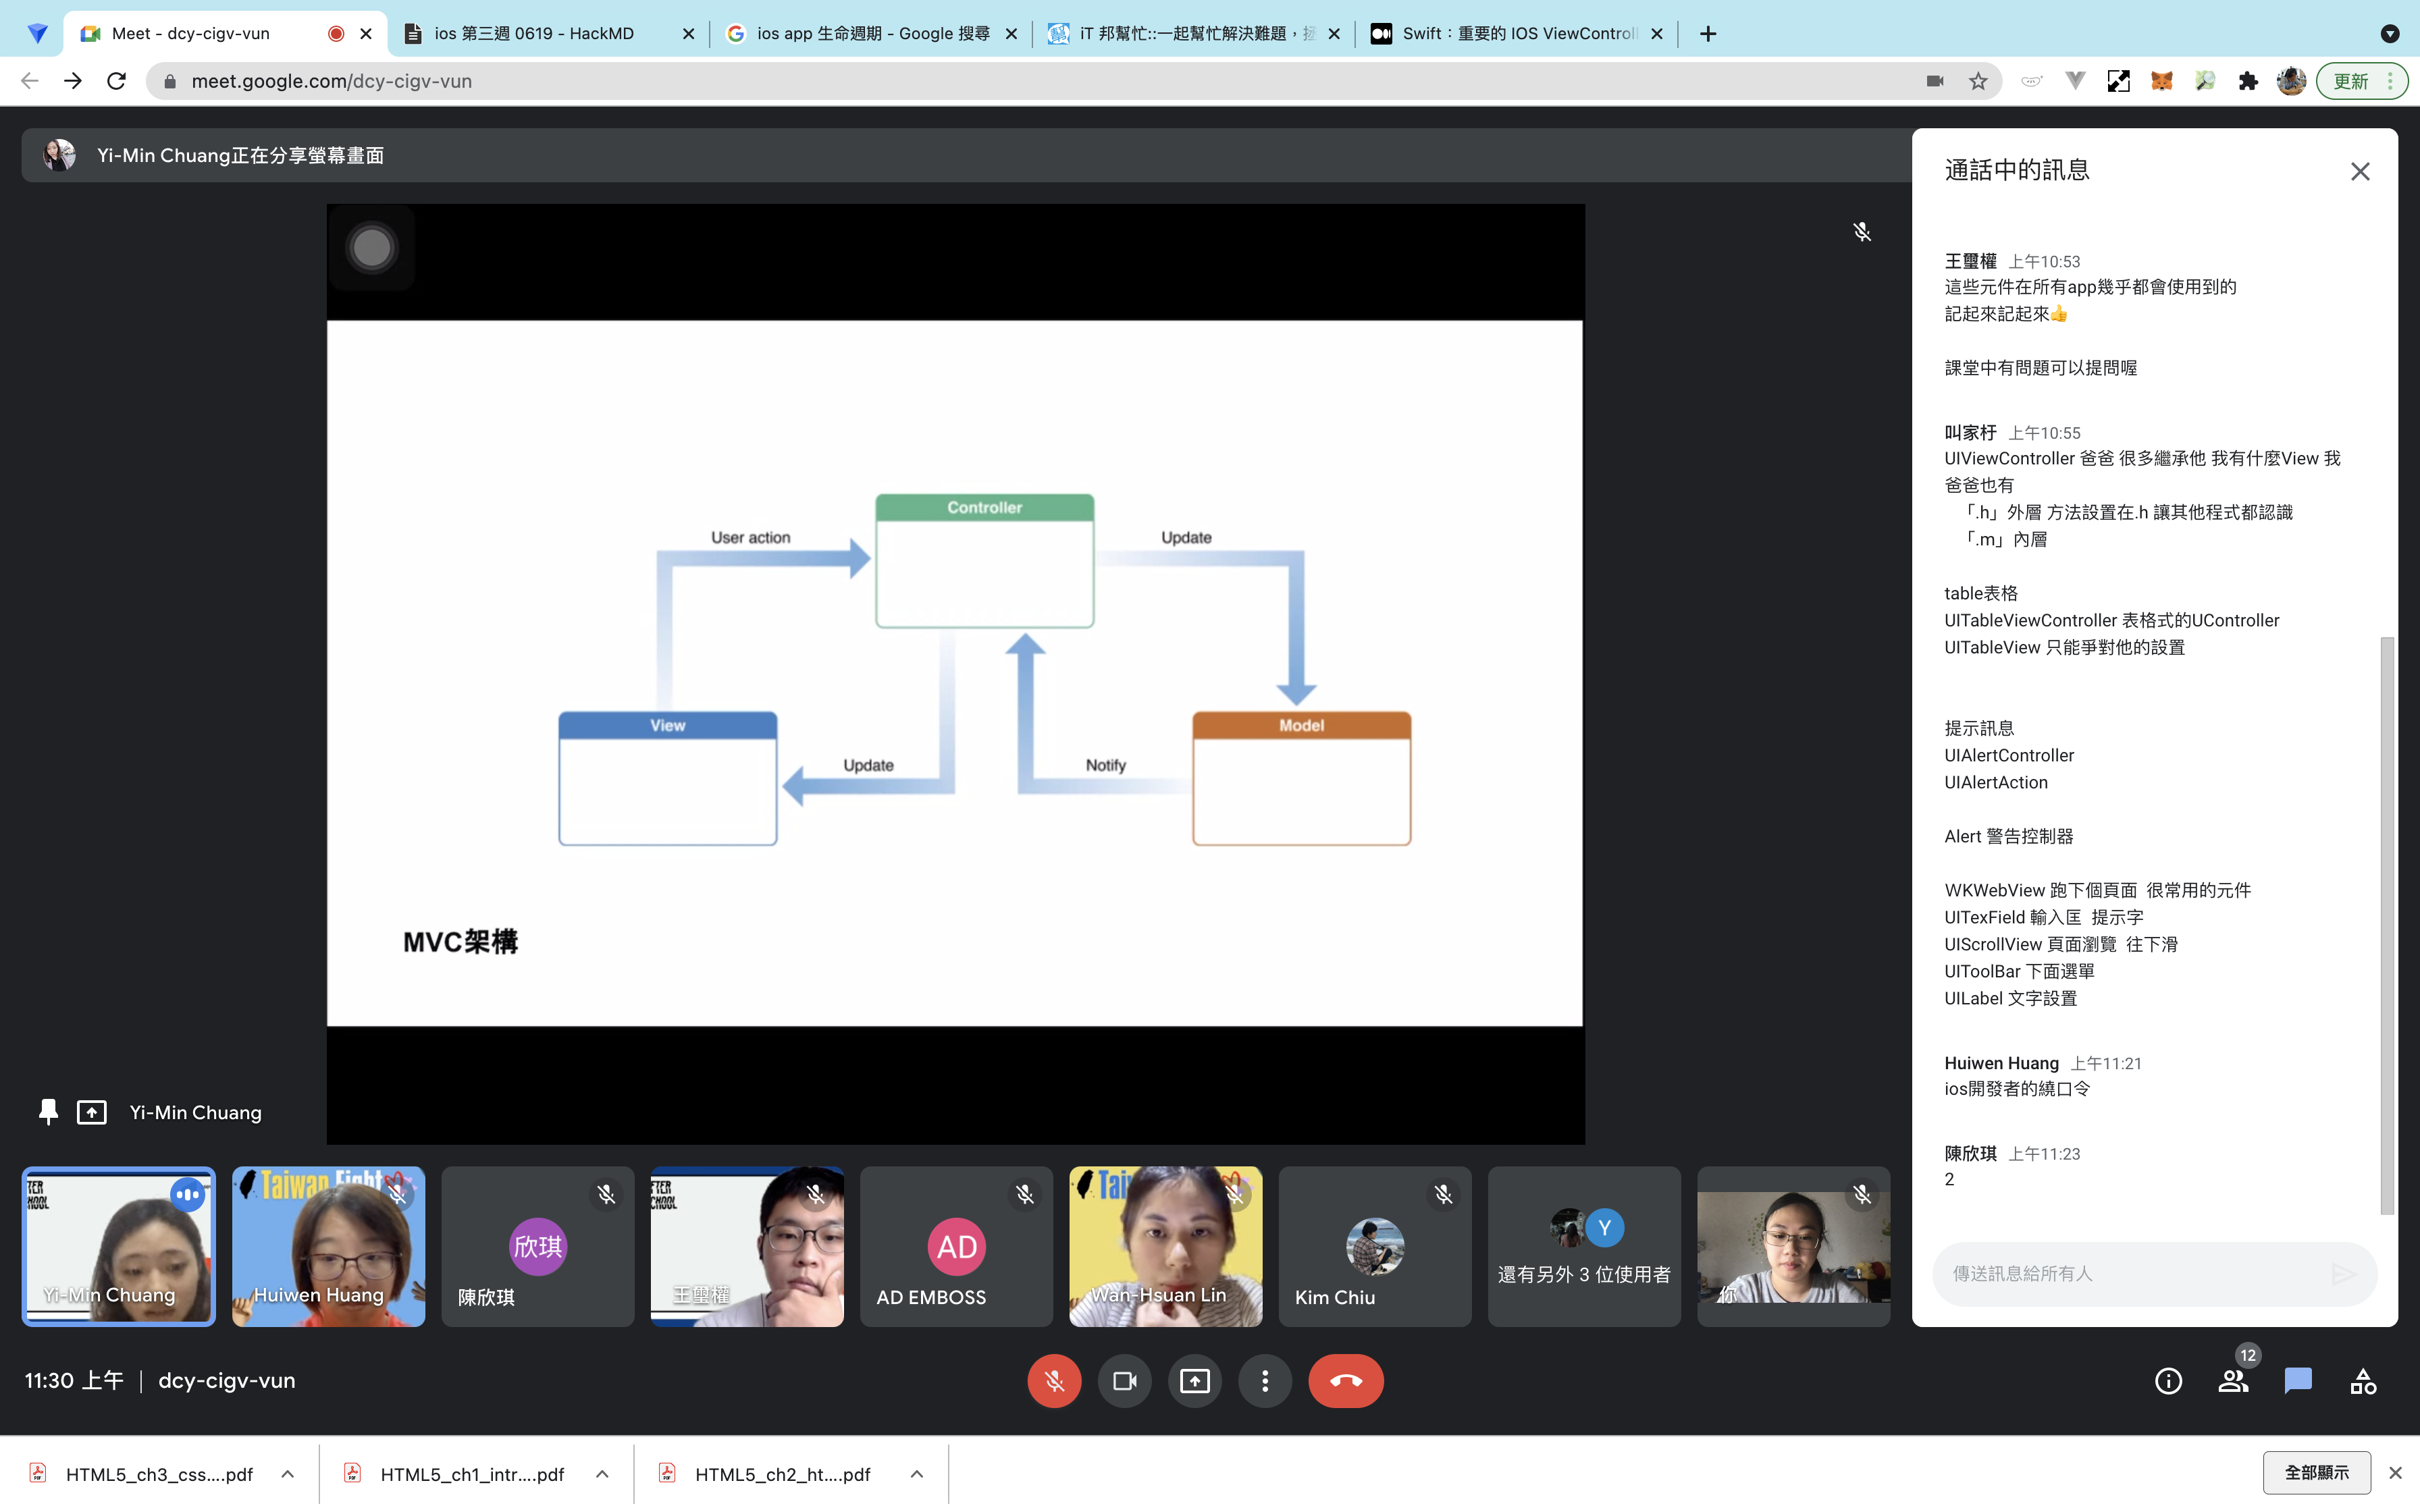 Meet - dcy-cigv-vun
ios 第三週 0619 - HackMD
ios app 生命週期 - Google 搜尋
iT 邦幫忙::一起幫忙解決難題，拯
Swift：重要的 IOS ViewControll
meet.google.com/dcy-cigv-vun
更新
Yi-Min Chuang正在分享螢幕畫面
通話中的訊息
王璽權 上午10:53
這些元件在所有app幾乎都會使用到的
記起來記起來👍
課堂中有問題可以提問喔
叫家杍 上午10:55
UIViewController 爸爸 很多繼承他 我有什麼View 我
爸爸也有
「.h」外層 方法設置在.h 讓其他程式都認識
「.m」內層
table表格
UITableViewController 表格式的UController
UITableView 只能爭對他的設置
提示訊息
UIAlertController
UIAlertAction
Alert 警告控制器
WKWebView 跑下個頁面 很常用的元件
UITexField 輸入匡 提示字
UIScrollView 頁面瀏覽 往下滑
UIToolBar 下面選單
UILabel 文字設置
Huiwen Huang 上午11:21
ios開發者的繞口令
陳欣琪 上午11:23
2
傳送訊息給所有人
Controller
User action
Update
View
Model
Update
Notify
MVC架構
Yi-Min Chuang
TER
HOOL
Yi-Min Chuang
Taiwan Fight
Huiwen Huang
欣琪
陳欣琪
FTER
CHOOL
王璽權
AD
AD EMBOSS
Tai
Wan-Hsuan Lin
Kim Chiu
Y
還有另外 3 位使用者
你
11:30 上午 | dcy-cigv-vun
12
HTML5_ch3_css....pdf
HTML5_ch1_intr....pdf
HTML5_ch2_ht....pdf
全部顯示